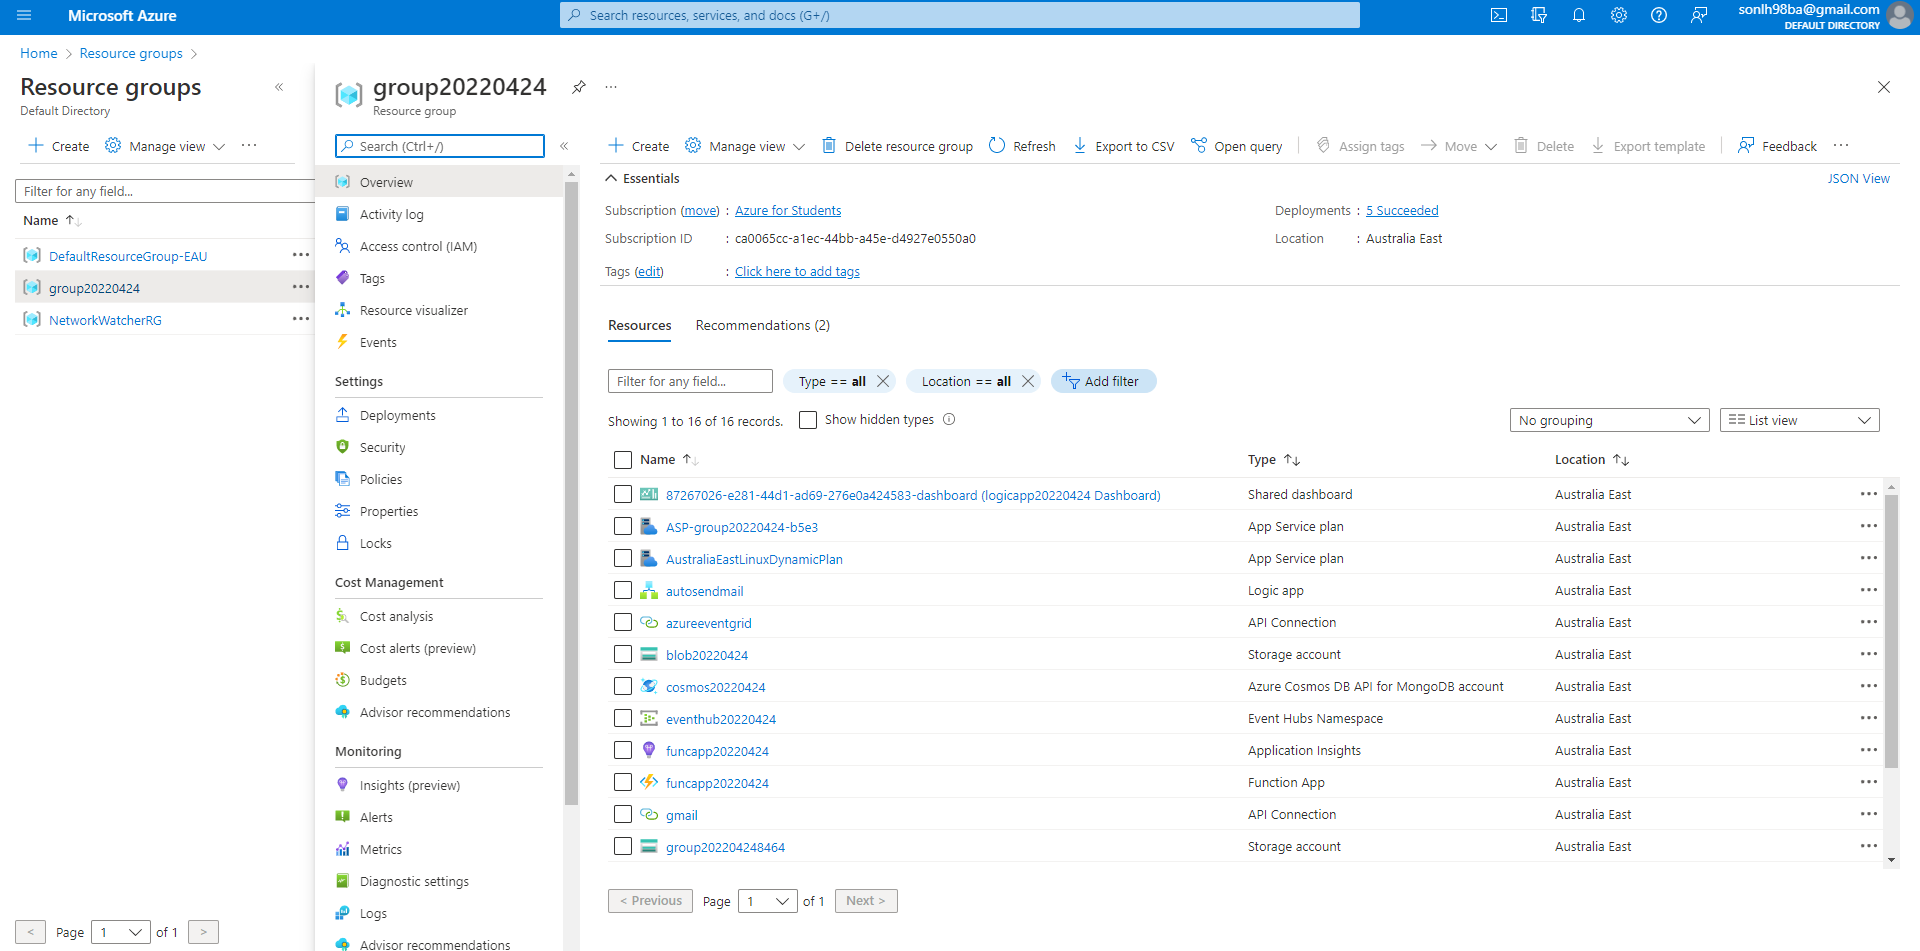 Microsoft Azure
Search resources, services, and docs (G+/)
sonlh98ba@gmail.com
DEFAULT DIRECTORY
Home > Resource groups >
Resource groups «
Default Directory
+ Create Manage view ...
Filter for any field...
Name ↑↓
DefaultResourceGroup-EAU ...
group20220424 ...
NetworkWatcherRG ...
< Page 1 of 1 >
group20220424 ...
Resource group
Search (Ctrl+/) «
Overview
Activity log
Access control (IAM)
Tags
Resource visualizer
Events
Settings
Deployments
Security
Policies
Properties
Locks
Cost Management
Cost analysis
Cost alerts (preview)
Budgets
Advisor recommendations
Monitoring
Insights (preview)
Alerts
Metrics
Diagnostic settings
Logs
Advisor recommendations
+ Create Manage view Delete resource group Refresh Export to CSV Open query Assign tags Move Delete Export template Feedback ...
Essentials JSON View
Subscription (move) : Azure for Students Deployments : 5 Succeeded
Subscription ID : ca0065cc-a1ec-44bb-a45e-d4927e0550a0 Location : Australia East
Tags (edit) : Click here to add tags
Resources Recommendations (2)
Filter for any field... Type == all Location == all Add filter
Showing 1 to 16 of 16 records. Show hidden types No grouping List view
Name ↑↓ Type ↑↓ Location ↑↓
87267026-e281-44d1-ad69-276e0a424583-dashboard (logicapp20220424 Dashboard) Shared dashboard Australia East ...
ASP-group20220424-b5e3 App Service plan Australia East ...
AustraliaEastLinuxDynamicPlan App Service plan Australia East ...
autosendmail Logic app Australia East ...
azureeventgrid API Connection Australia East ...
blob20220424 Storage account Australia East ...
cosmos20220424 Azure Cosmos DB API for MongoDB account Australia East ...
eventhub20220424 Event Hubs Namespace Australia East ...
funcapp20220424 Application Insights Australia East ...
funcapp20220424 Function App Australia East ...
gmail API Connection Australia East ...
group202204248464 Storage account Australia East ...
< Previous Page 1 of 1 Next >